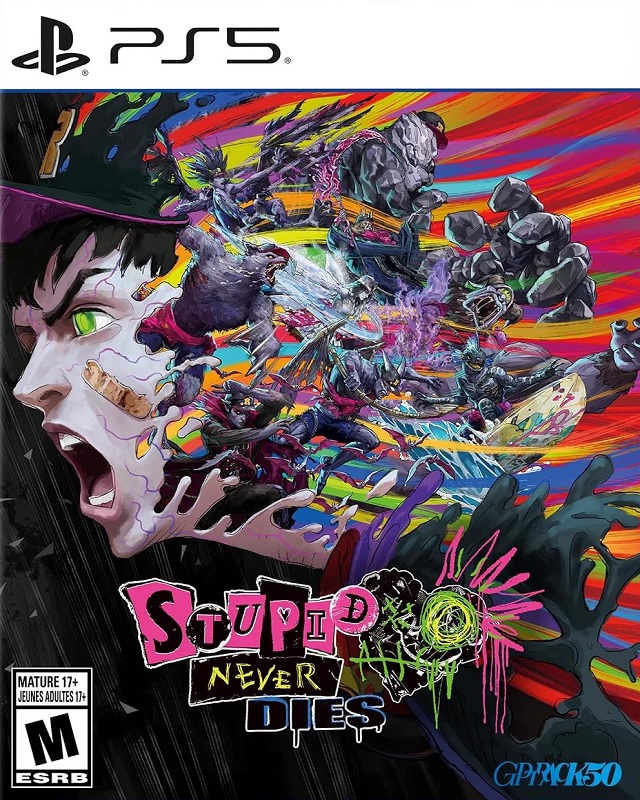 PS5
STUPID
NEVER
DIES
MATURE 17+
JEUNES ADULTES 17+
M
ESRB
GPTRACK50